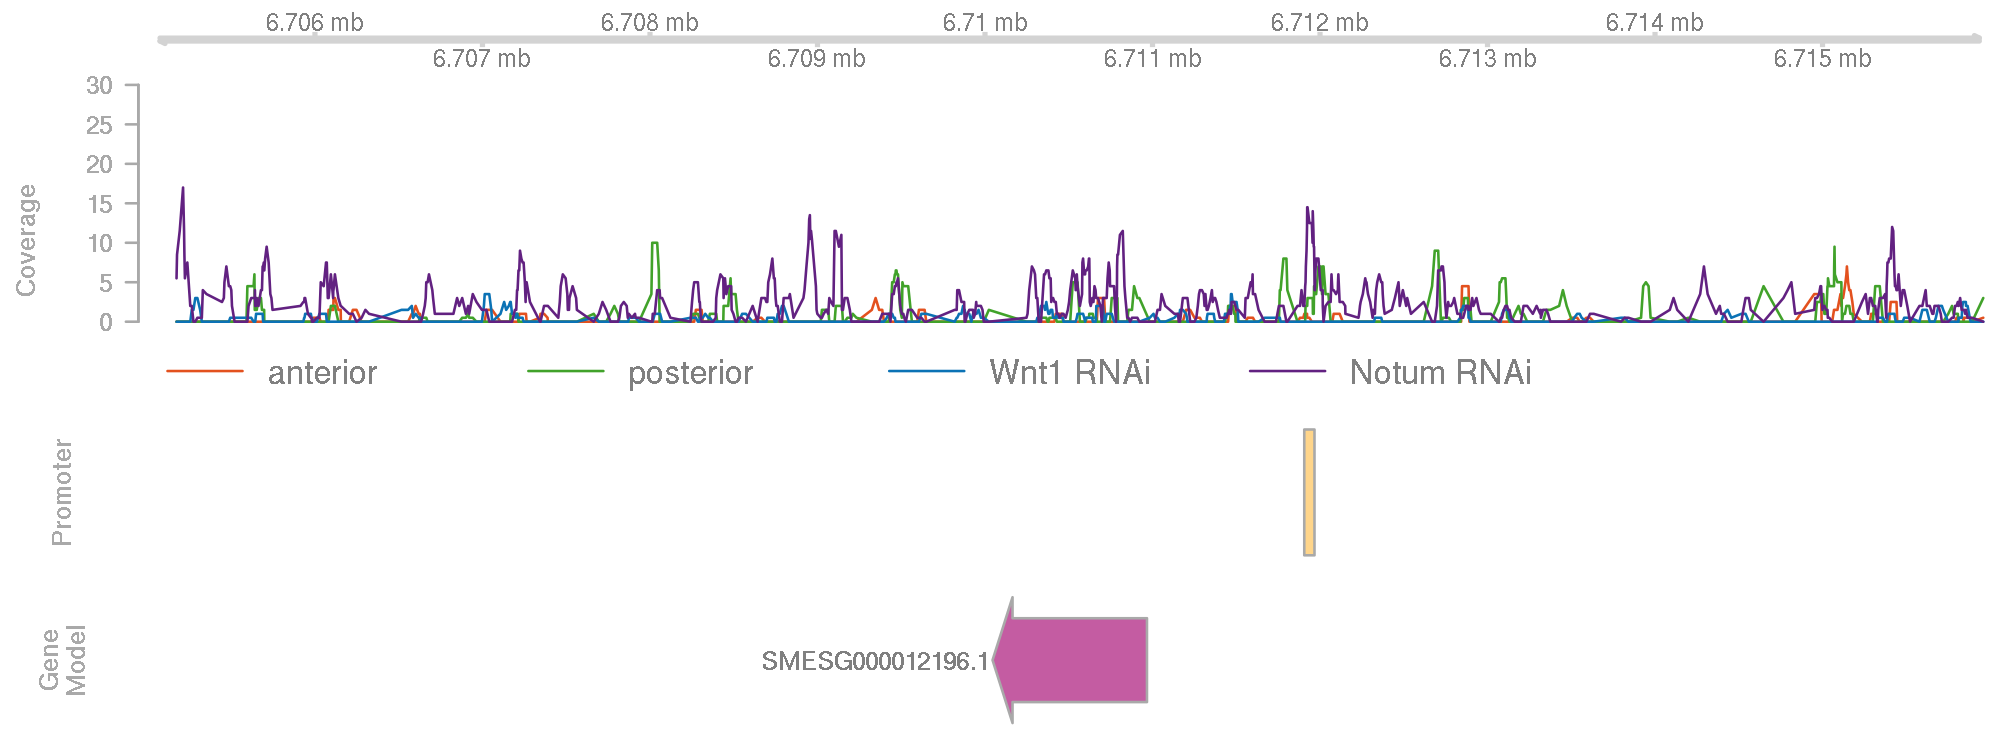 6.706 mb 6.708 mb 6.71 mb 6.712 mb 6.714 mb
6.707 mb 6.709 mb 6.711 mb 6.713 mb 6.715 mb
30
25
20
15
10
5
0
Coverage
anterior posterior Wnt1 RNAi Notum RNAi
Promoter
Gene
Model
SMESG000012196.1